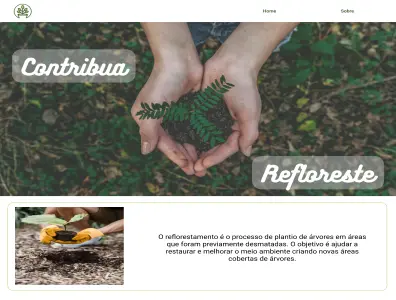 Home
Sobre
Contribua
Refloreste
O reflorestamento é o processo de plantio de árvores em áreas
que foram previamente desmatadas. O objetivo é ajudar a
restaurar e melhorar o meio ambiente criando novas áreas
cobertas de árvores.